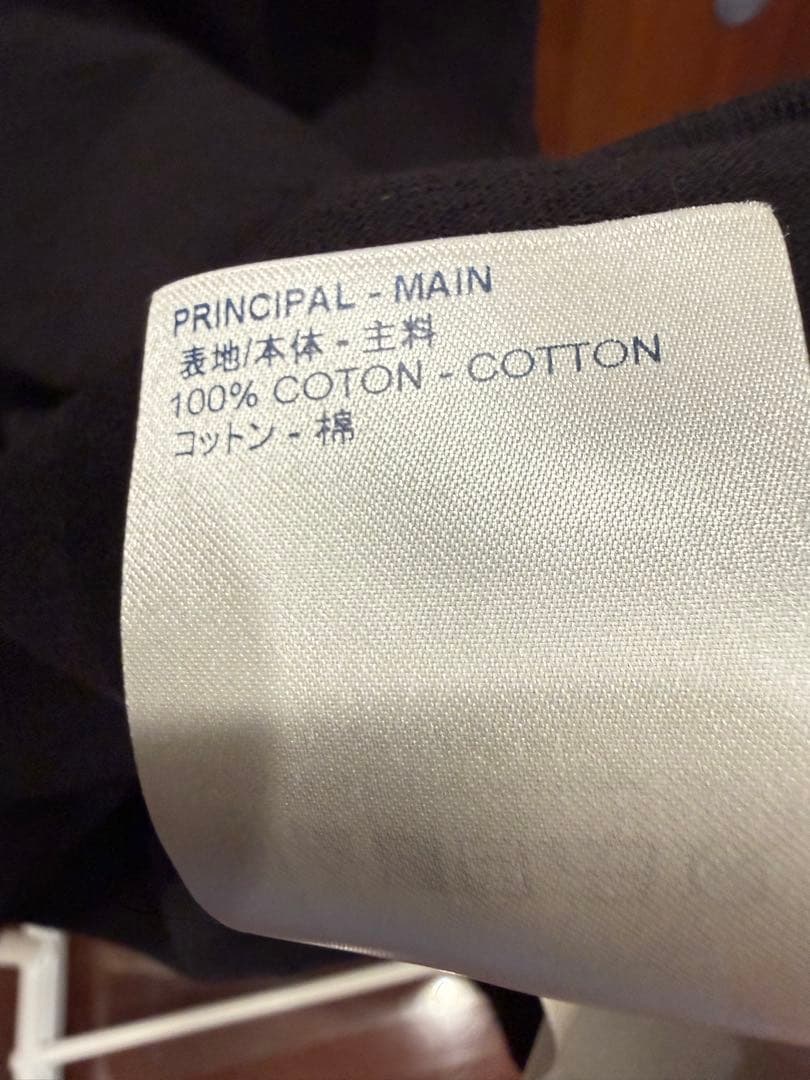 PRINCIPAL - MAIN
表地/本体 - 主料
100% COTON - COTTON
コットン - 棉